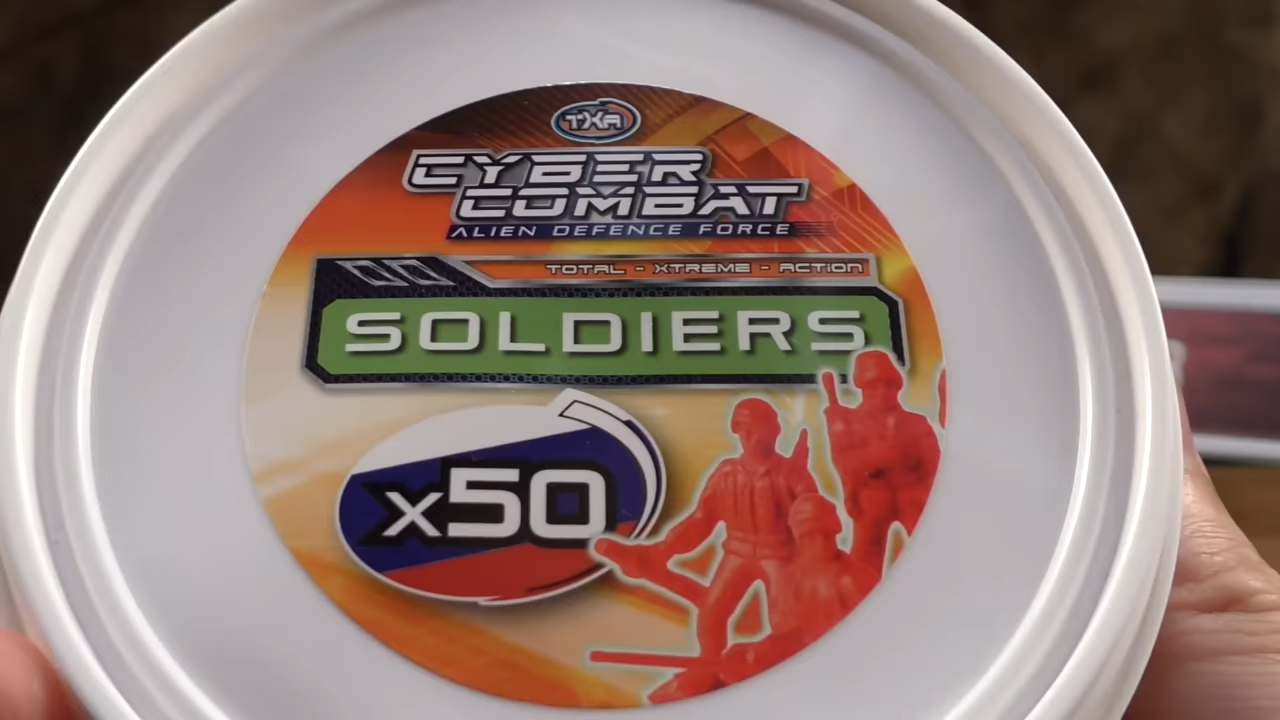 TXA
CYBER
COMBAT
ALIEN DEFENCE FORCE
TOTAL - XTREME - ACTION
SOLDIERS
x50